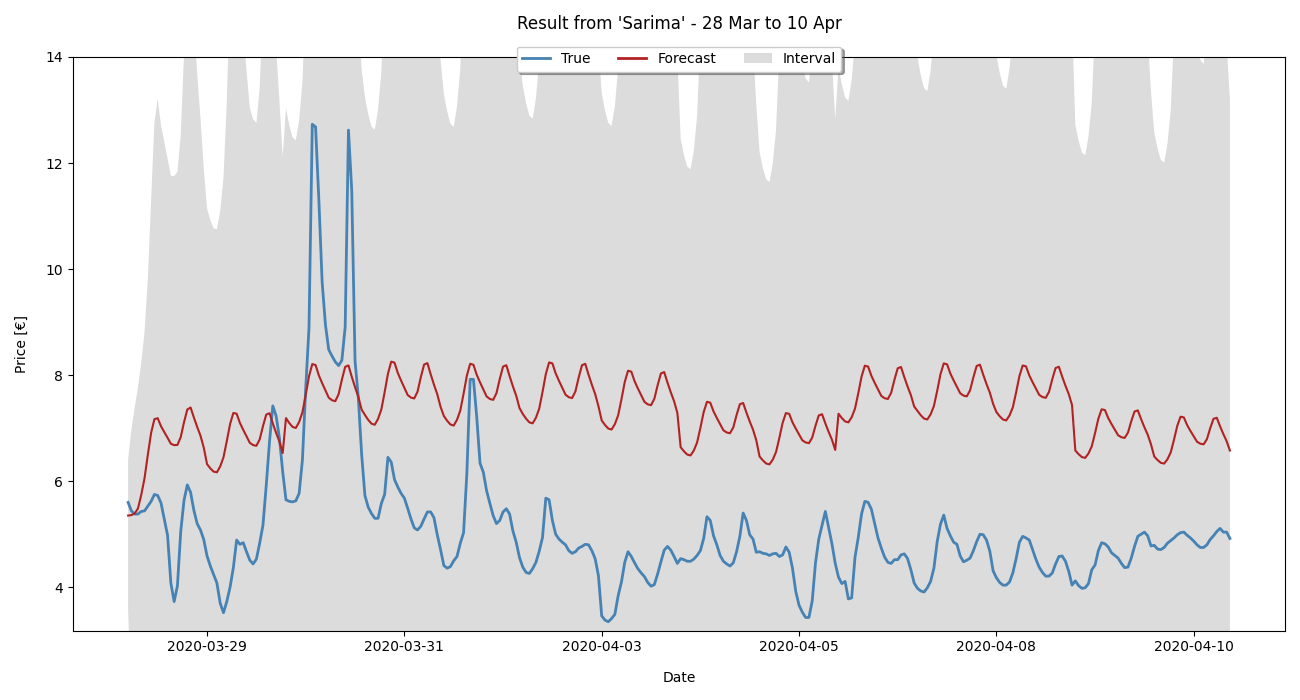 Result from 'Sarima' - 28 Mar to 10 Apr
True Forecast Interval
14
12
10
8
6
4
Price [€]
2020-03-29 2020-03-31 2020-04-03 2020-04-05 2020-04-08 2020-04-10
Date